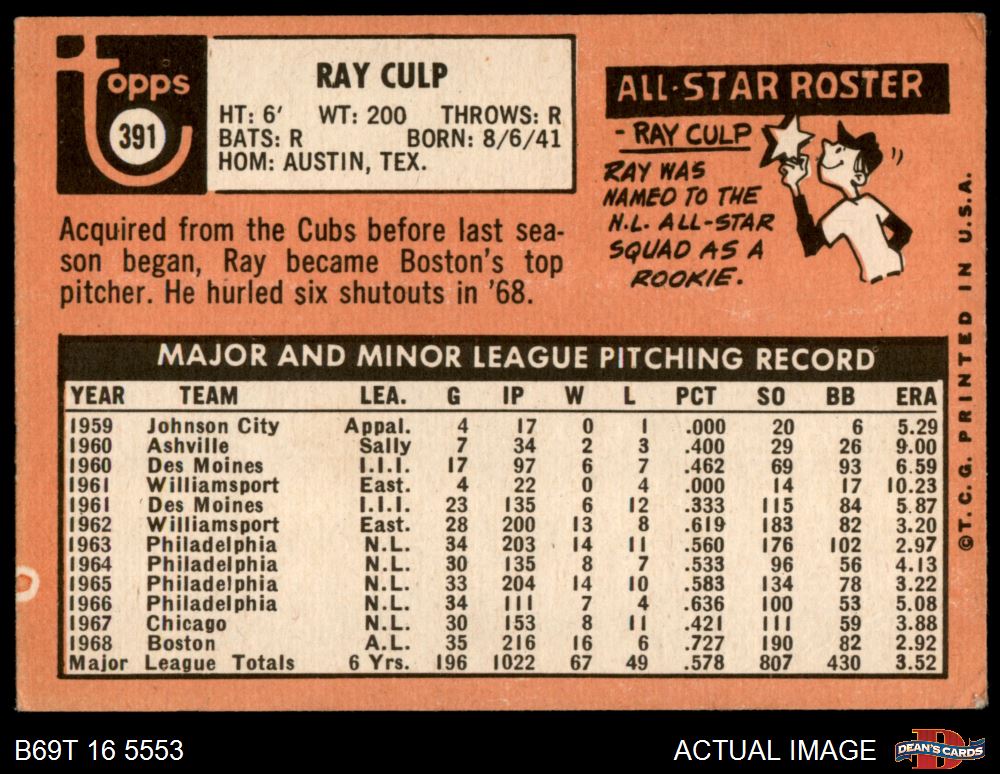 Topps
391
RAY CULP
HT: 6' WT: 200 THROWS: R
BATS: R BORN: 8/6/41
HOM: AUSTIN, TEX.
Acquired from the Cubs before last sea-
son began, Ray became Boston's top
pitcher. He hurled six shutouts in '68.
ALL-STAR ROSTER
- RAY CULP
RAY WAS
NAMED TO THE
N.L. ALL-STAR
SQUAD AS A
ROOKIE.
MAJOR AND MINOR LEAGUE PITCHING RECORD
YEAR TEAM LEA. G IP W L PCT SO BB ERA
1959 Johnson City Appal. 4 17 0 1 .000 20 6 5.29
1960 Ashville Sally 7 34 2 3 .400 29 26 9.00
1960 Des Moines I.I.I. 17 97 6 7 .462 69 93 6.59
1961 Williamsport East. 4 22 0 4 .000 14 17 10.23
1961 Des Moines I.I.I. 23 135 6 12 .333 115 84 5.87
1962 Williamsport East. 28 200 13 8 .619 183 82 3.20
1963 Philadelphia N.L. 34 203 14 11 .560 176 102 2.97
1964 Philadelphia N.L. 30 135 8 7 .533 96 56 4.13
1965 Philadelphia N.L. 33 204 14 10 .583 134 78 3.22
1966 Philadelphia N.L. 34 111 7 4 .636 100 53 5.08
1967 Chicago N.L. 30 153 8 11 .421 111 59 3.88
1968 Boston A.L. 35 216 16 6 .727 190 82 2.92
Major League Totals 6 Yrs. 196 1022 67 49 .578 807 430 3.52
©T.C.G. PRINTED IN U.S.A.
B69T 16 5553
ACTUAL IMAGE
DEAN'S CARDS